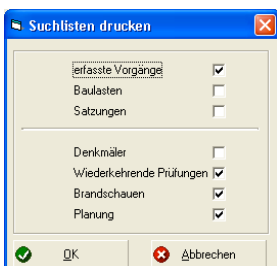 Suchlisten drucken
erfasste Vorgänge
Baulasten
Satzungen
Denkmäler
Wiederkehrende Prüfungen
Brandschauen
Planung
OK
Abbrechen